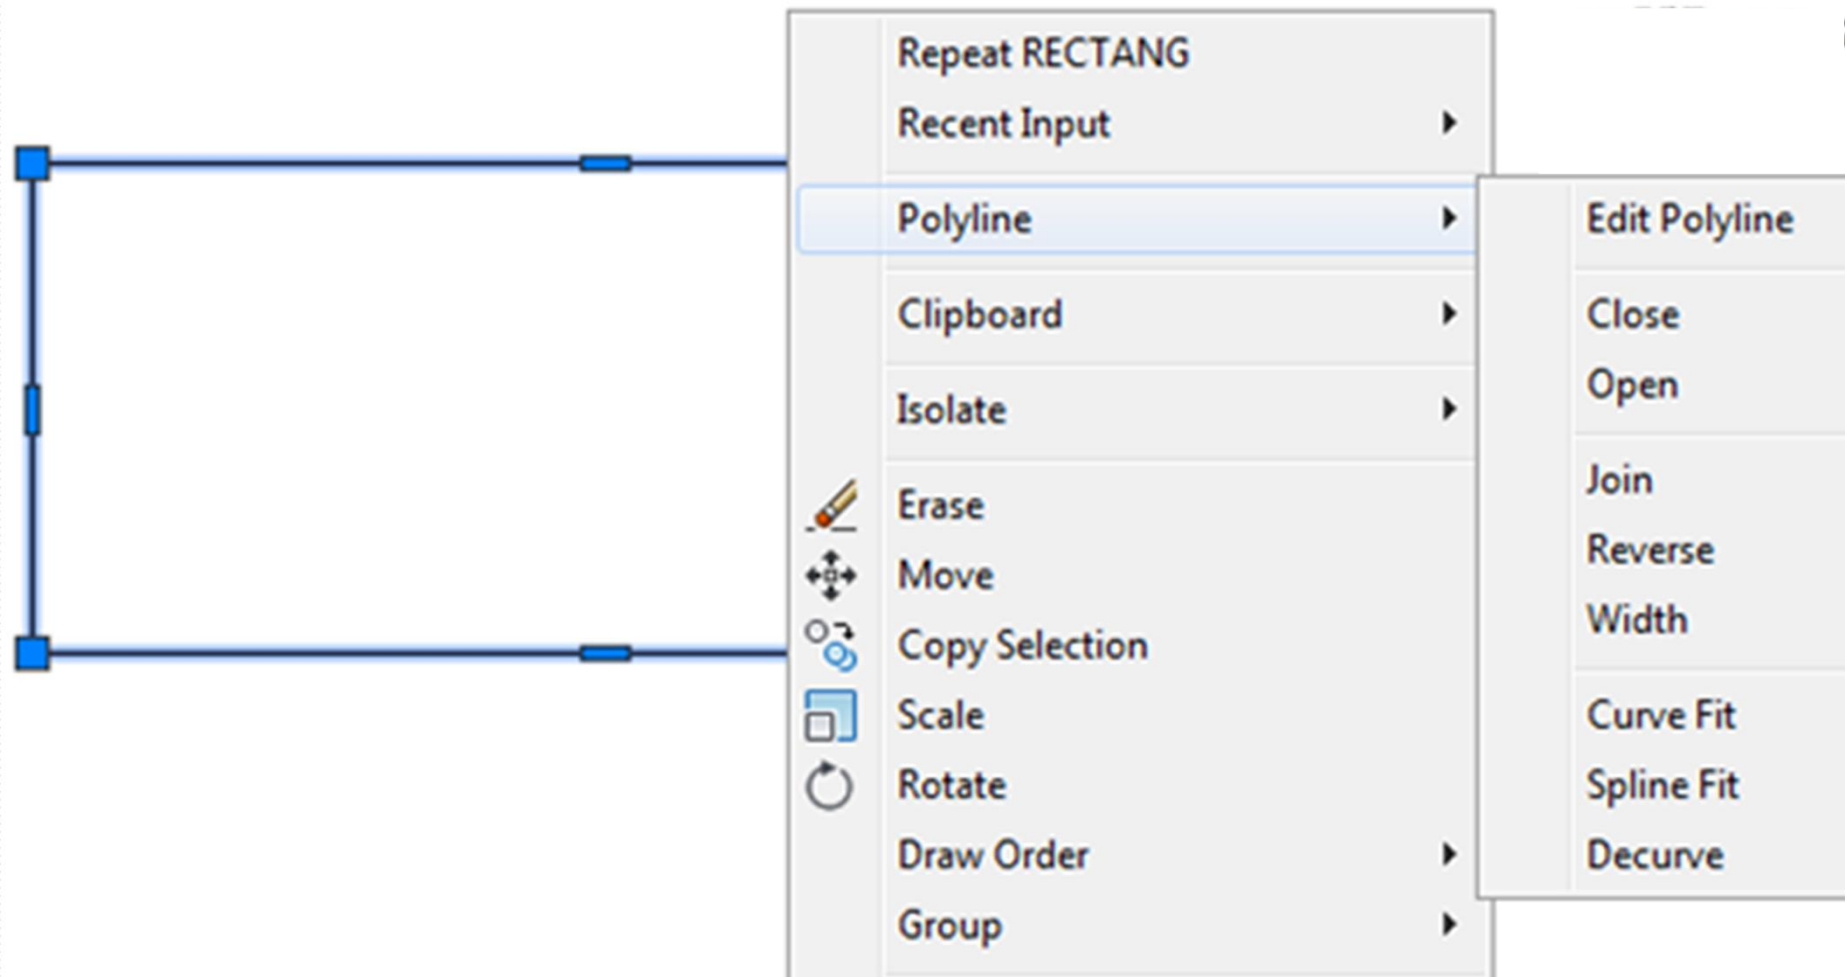 Repeat RECTANG
Recent Input
Polyline
Clipboard
Isolate
Erase
Move
Copy Selection
Scale
Rotate
Draw Order
Group
Edit Polyline
Close
Open
Join
Reverse
Width
Curve Fit
Spline Fit
Decurve